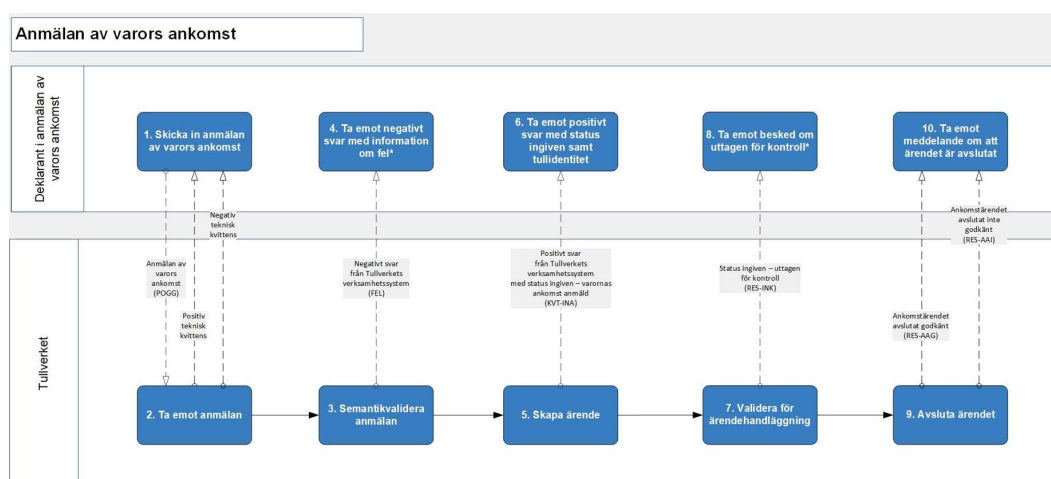 Anmälan av varors ankomst
Deklarant i anmälan av
varors ankomst
1. Skicka in anmälan
av varors ankomst
4. Ta emot negativt
svar med information
om fel*
6. Ta emot positivt
svar med status
ingiven samt
tullidentitet
8. Ta emot besked om
uttagen för kontroll*
10. Ta emot
meddelande om att
ärendet är avslutat
Anmälan av
varors
ankomst
(POGG)
Positiv
teknisk
kvittens
Negativ
teknisk
kvittens
Negativt svar
från Tullverkets
verksamhetssystem
(FEL)
Positivt svar
från Tullverkets
verksamhetssystem
med status ingiven – varornas
ankomst anmäld
(KVT-INA)
Status ingiven – uttagen
för kontroll
(RES-INK)
Ankomstärendet
avslutat godkänt
(RES-AAG)
Ankomstärendet
avslutat inte
godkänt
(RES-AAI)
Tullverket
2. Ta emot anmälan
3. Semantikvalidera
anmälan
5. Skapa ärende
7. Validera för
ärendehandläggning
9. Avsluta ärendet